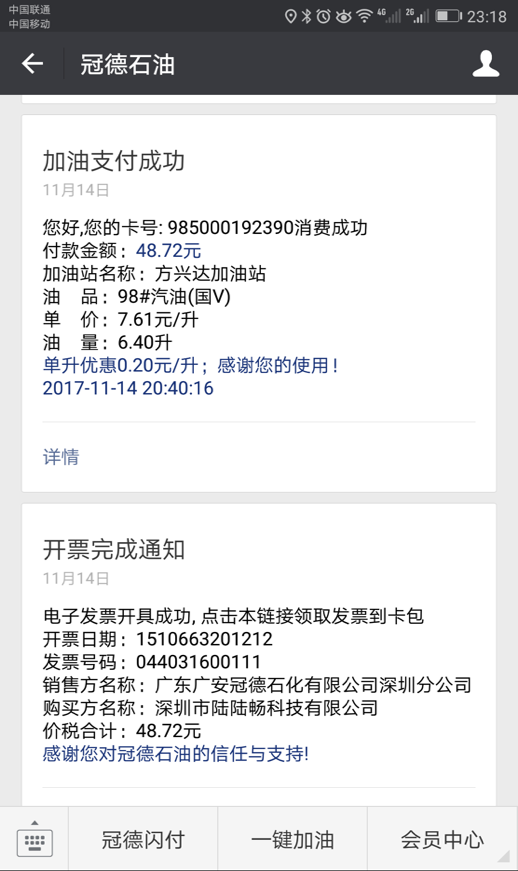 中国联通
中国移动
4G 2G 23:18
冠德石油
加油支付成功
11月14日
您好,您的卡号: 985000192390消费成功
付款金额：48.72元
加油站名称：方兴达加油站
油 品：98#汽油(国V)
单 价：7.61元/升
油 量：6.40升
单升优惠0.20元/升；感谢您的使用！
2017-11-14 20:40:16
详情
开票完成通知
11月14日
电子发票开具成功, 点击本链接领取发票到卡包
开票日期：1510663201212
发票号码：044031600111
销售方名称：广东广安冠德石化有限公司深圳分公司
购买方名称：深圳市陆陆畅科技有限公司
价税合计：48.72元
感谢您对冠德石油的信任与支持!
冠德闪付 一键加油 会员中心